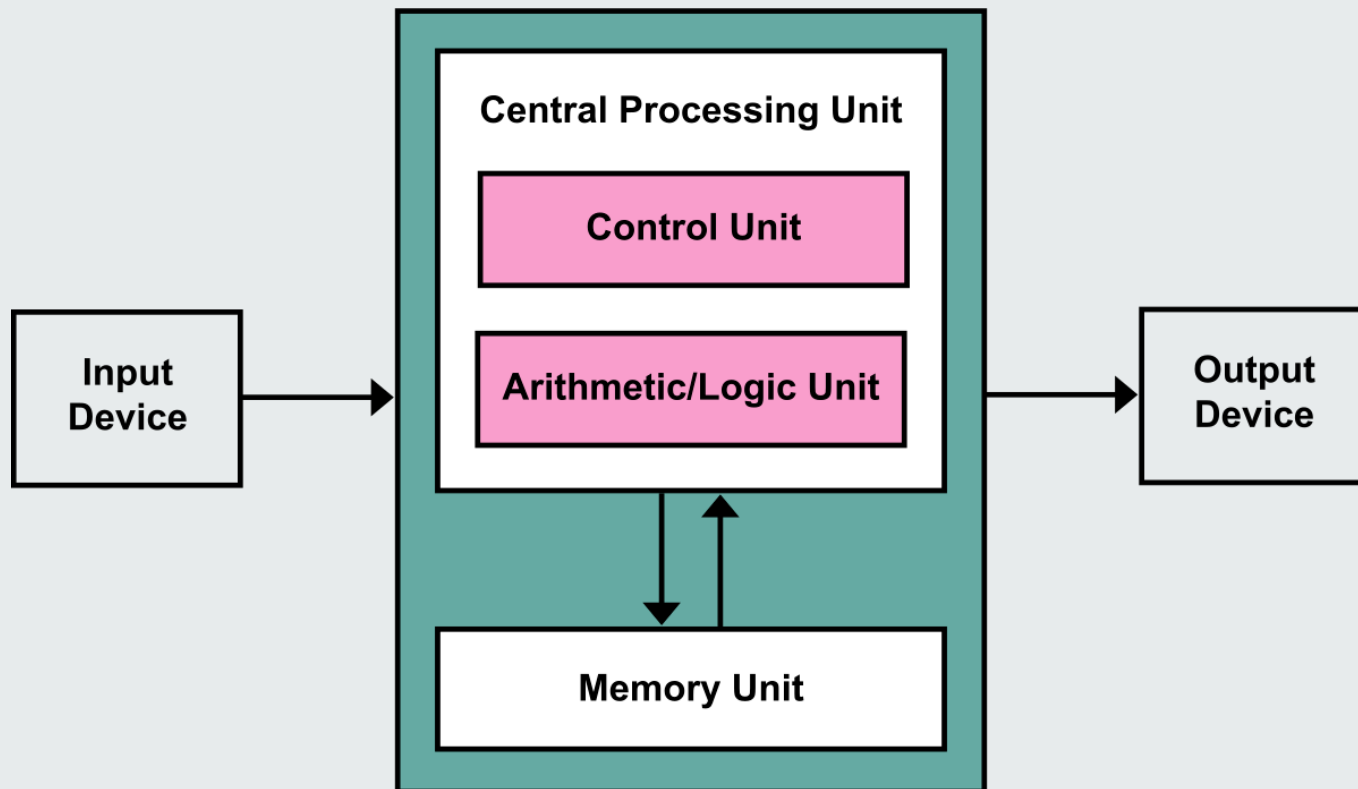 Central Processing Unit
Control Unit
Arithmetic/Logic Unit
Input
Device
Output
Device
Memory Unit